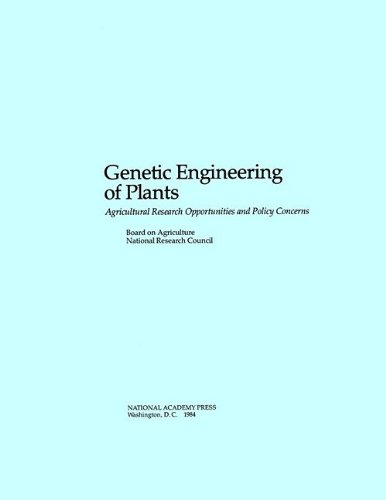 Genetic Engineering
of Plants
Agricultural Research Opportunities and Policy Concerns
Board on Agriculture
National Research Council
NATIONAL ACADEMY PRESS
Washington, D. C. 1984